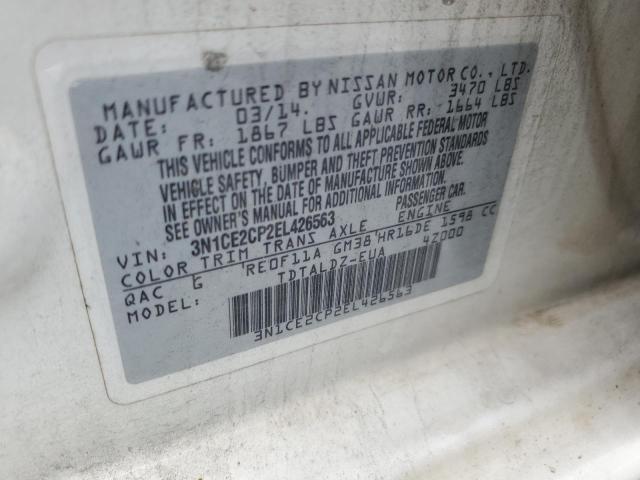 MANUFACTURED BY NISSAN MOTOR CO., LTD.
DATE: 03/14. GVWR: 3470 LBS
GAWR FR: 1867 LBS GAWR RR: 1664 LBS
THIS VEHICLE CONFORMS TO ALL APPLICABLE FEDERAL MOTOR
VEHICLE SAFETY, BUMPER AND THEFT PREVENTION STANDARDS
IN EFFECT ON THE DATE OF MANUFACTURE SHOWN ABOVE.
SEE OWNER'S MANUAL FOR ADDITIONAL INFORMATION.
VIN: 3N1CE2CP2EL426563 PASSENGER CAR.
COLOR TRIM TRANS AXLE ENGINE
QAC G RE0F11A GM38 HR16DE 1598 CC
MODEL: TDTALDZ-EUA 42000
3N1CE2CP2EL426563